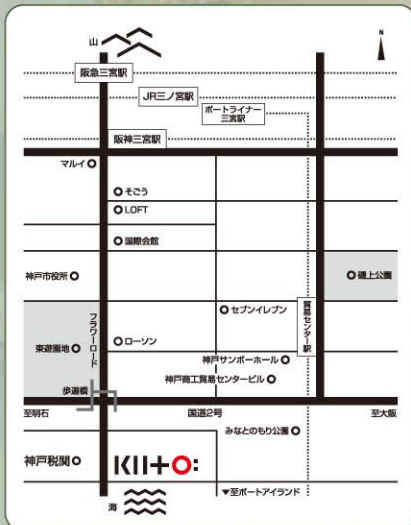 山
N
阪急三宮駅
JR三ノ宮駅
ポートライナー
三宮駅
阪神三宮駅
マルイ
そごう
LOFT
国際会館
神戸市役所
磯上公園
セブンイレブン
貿易センター駅
フラワーロード
東遊園地
ローソン
神戸サンボーホール
神戸商工貿易センタービル
歩道橋
至明石
国道2号
至大阪
みなとのもり公園
神戸税関
KIITO:
▼至ポートアイランド
海